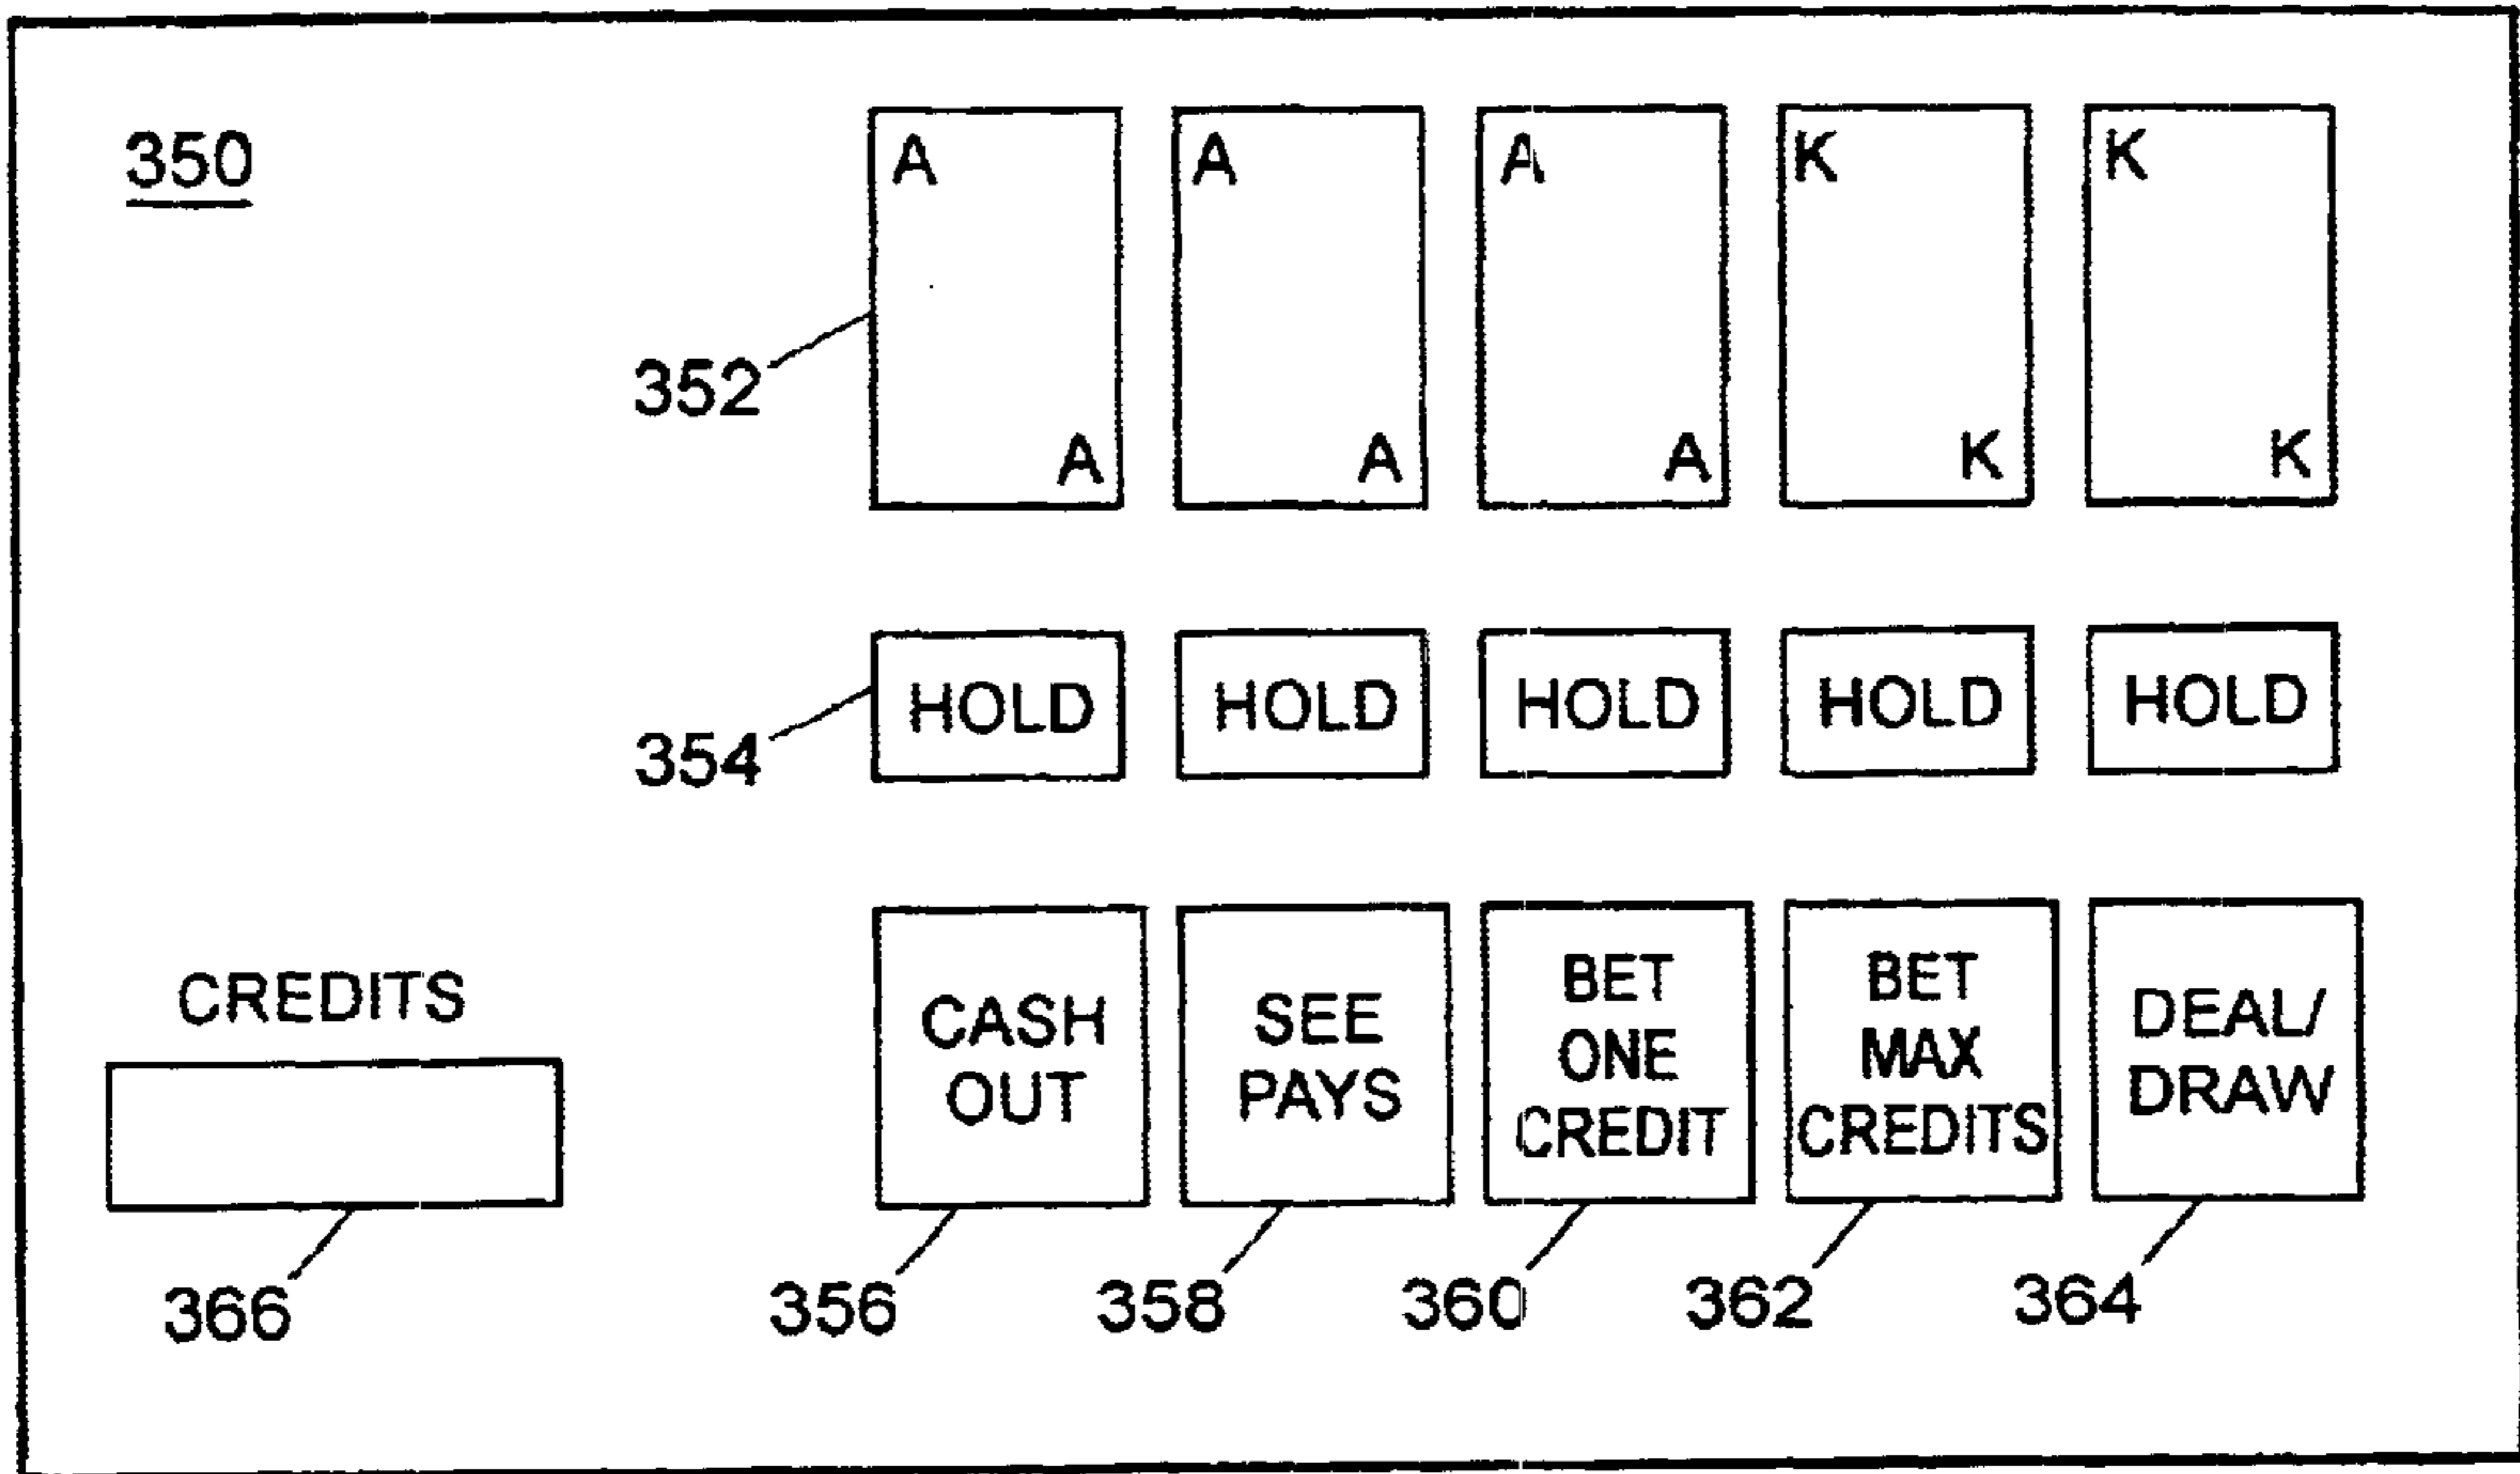 350
A A A K K
352
A A A K K
HOLD HOLD HOLD HOLD HOLD
354
CREDITS
CASH
OUT
SEE
PAYS
BET
ONE
CREDIT
BET
MAX
CREDITS
DEAL/
DRAW
366 356 358 360 362 364